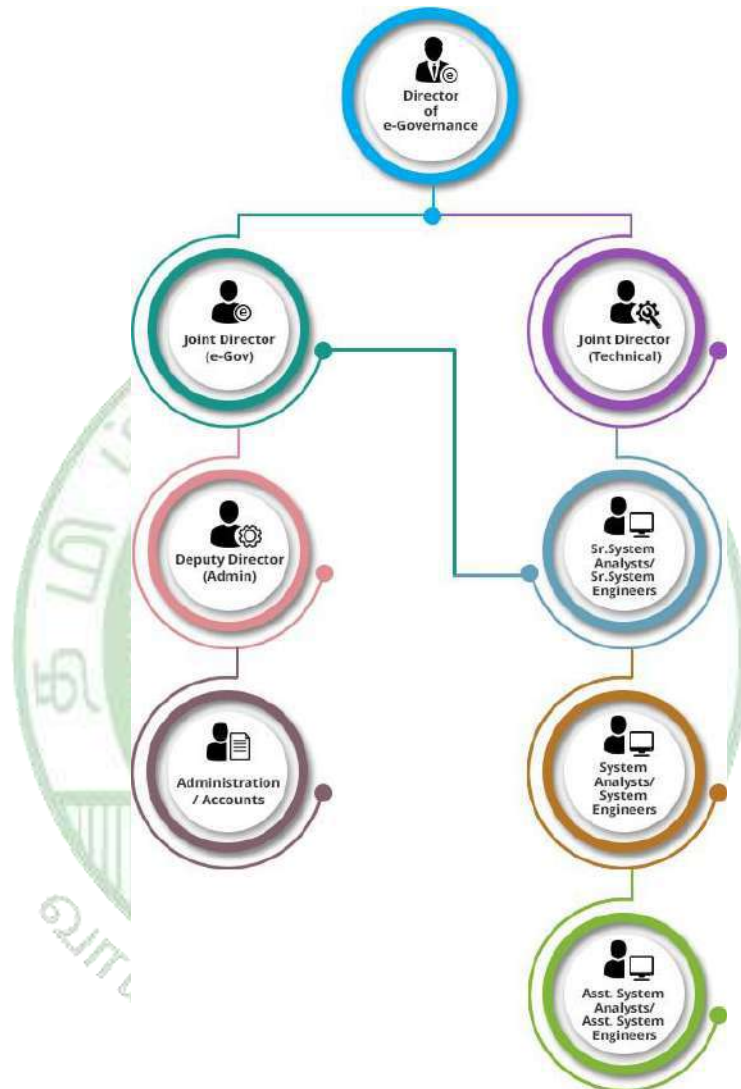 e
Director
of
e-Governance
e
Joint Director
(e-Gov)
Joint Director
(Technical)
Deputy Director
(Admin)
Sr.System
Analysts/
Sr.System
Engineers
Administration
/ Accounts
System
Analysts/
System
Engineers
Asst. System
Analysts/
Asst. System
Engineers